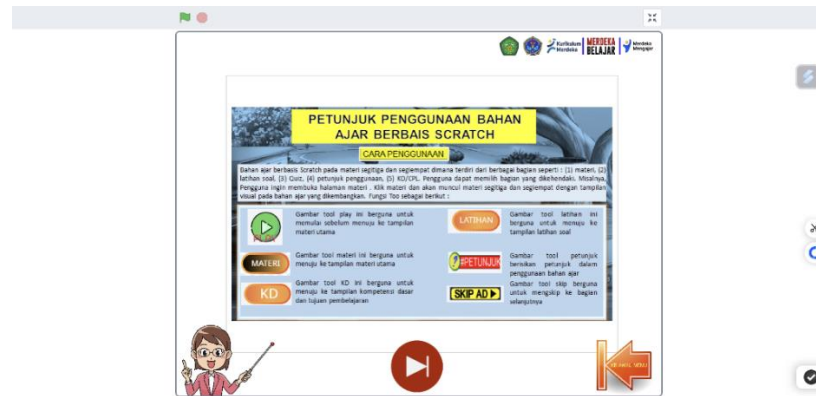 Kurikulum
Merdeka
MERDEKA
BELAJAR
Merdeka
Mengajar
PETUNJUK PENGGUNAAN BAHAN
AJAR BERBAIS SCRATCH
CARA PENGGUNAAN
Bahan ajar berbasis Scratch pada materi segitiga dan segiempat dimana terdiri dari berbagai bagian seperti : (1) materi, (2)
latihan soal, (3) Quiz, (4) petunjuk penggunaan, (5) KD/CPL. Pengguna dapat memilih bagian yang dikehendaki. Misalnya,
Pengguna ingin membuka halaman materi . Klik materi dan akan muncul materi segitiga dan segiempat dengan tampilan
visual pada bahan ajar yang dikembangkan. Fungsi Too sebagai berikut :
Gambar tool play ini berguna untuk
memulai sebelum menuju ke tampilan
materi utama
LATIHAN
Gambar tool latihan ini
berguna untuk menuju ke
tampilan latihan soal
MATERI
Gambar tool materi ini berguna untuk
menuju ke tampilan materi utama
#PETUNJUK
Gambar tool petunjuk
berisikan petunjuk dalam
penggunaan bahan ajar
KD
Gambar tool KD ini berguna untuk
menuju ke tampilan kompetensi dasar
dan tujuan pembelajaran
SKIP AD
Gambar tool skip berguna
untuk mengskip ke bagian
selanjutnya